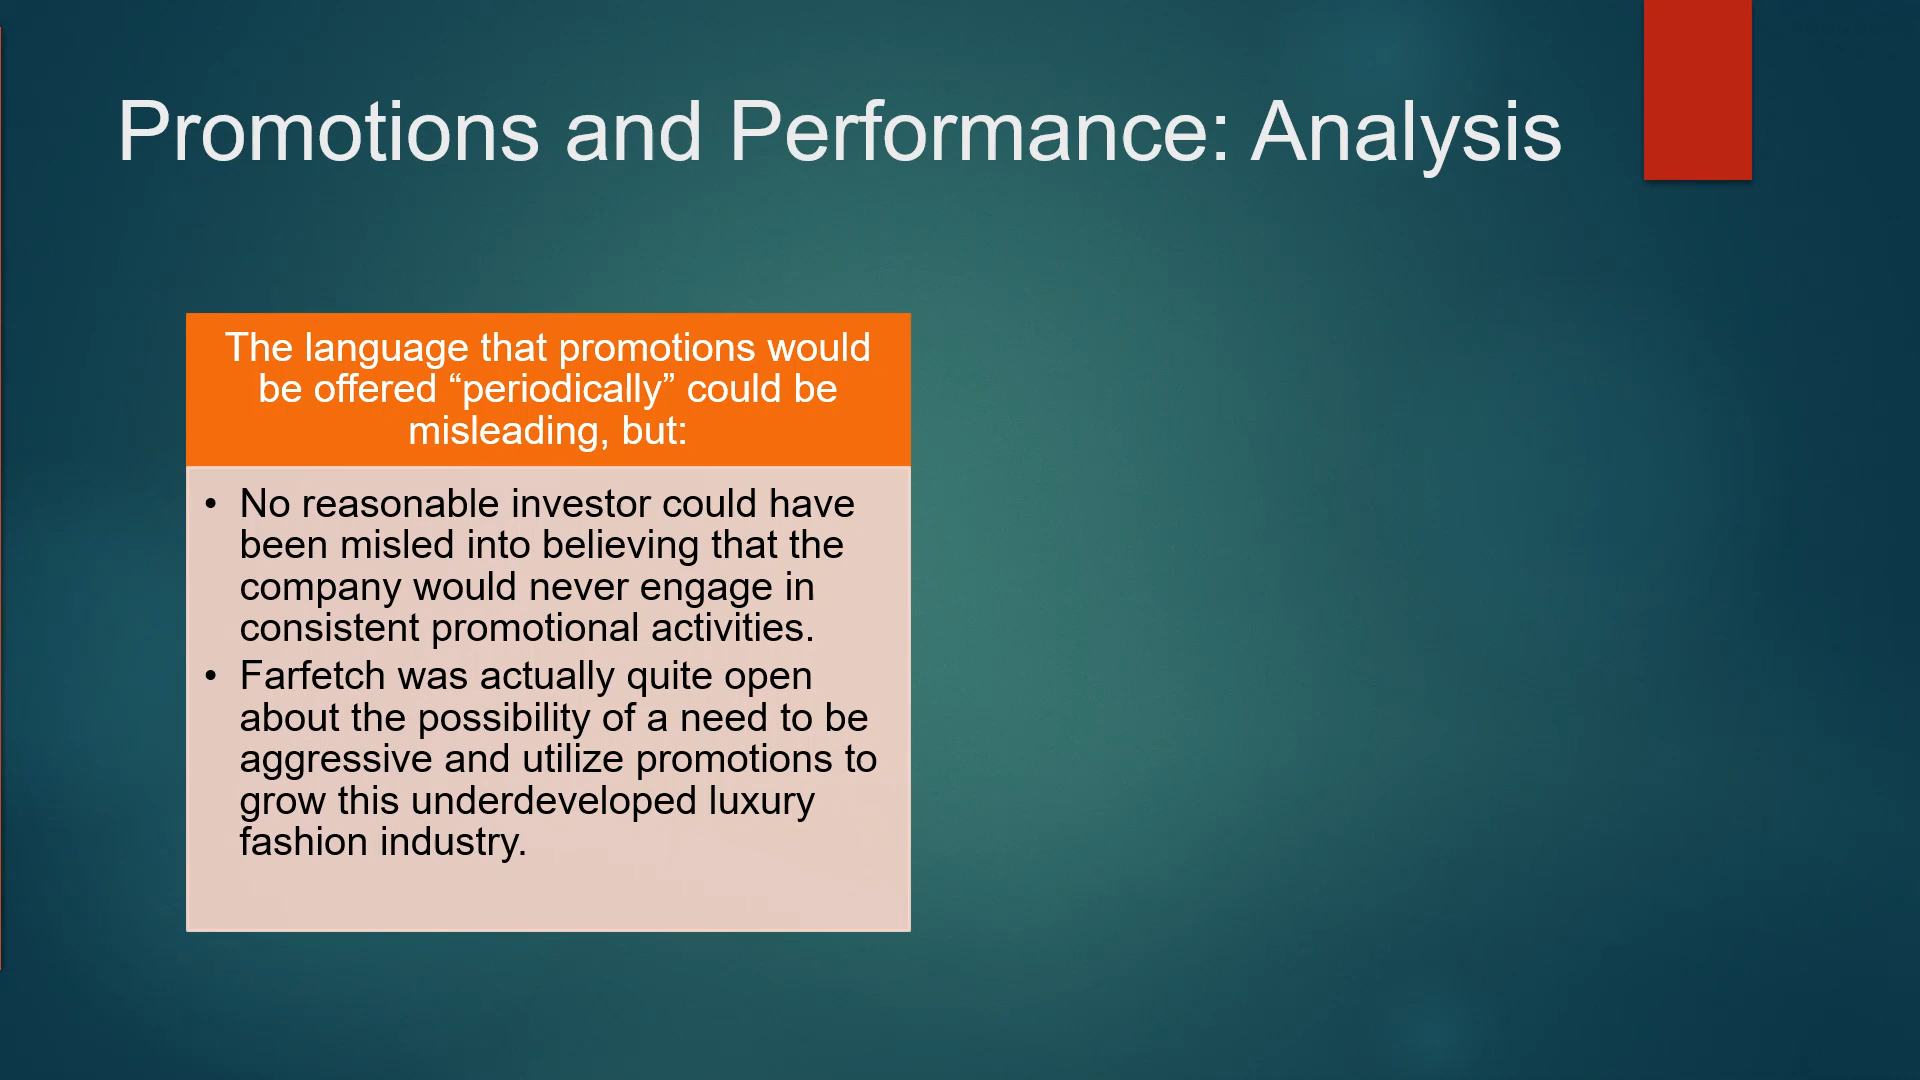 Promotions and Performance: Analysis
The language that promotions would
be offered “periodically” could be
misleading, but:
• No reasonable investor could have
been misled into believing that the
company would never engage in
consistent promotional activities.
• Farfetch was actually quite open
about the possibility of a need to be
aggressive and utilize promotions to
grow this underdeveloped luxury
fashion industry.